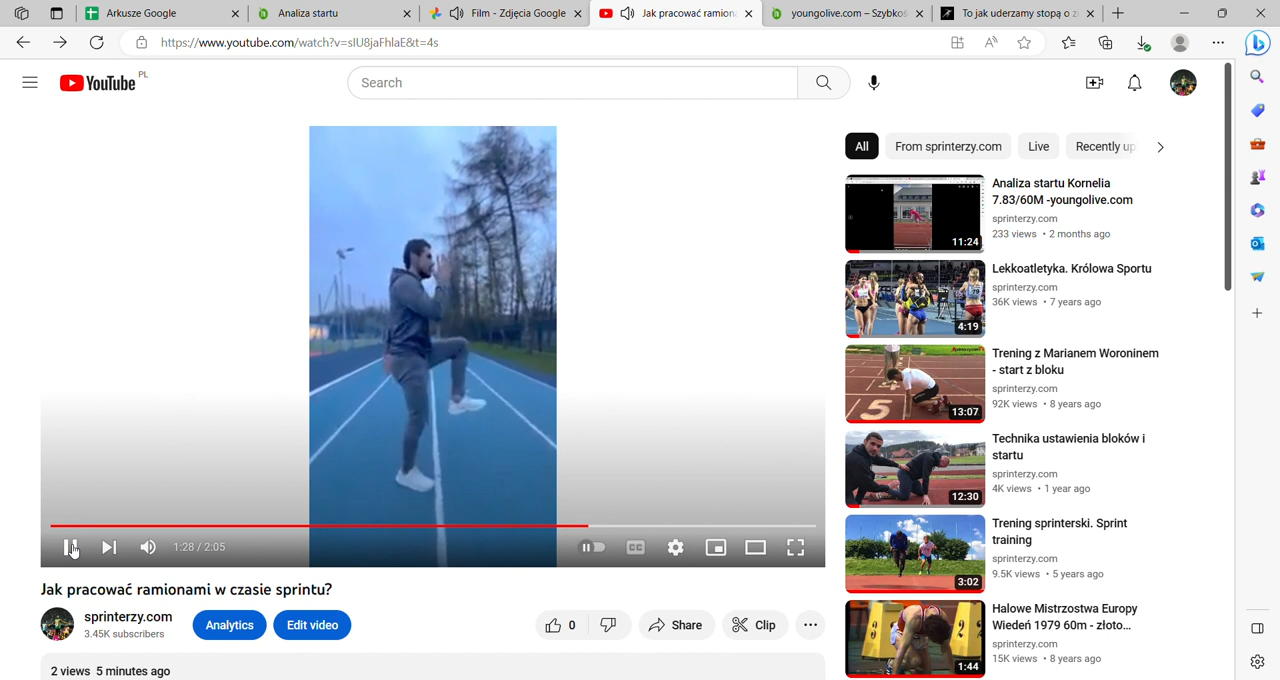 Arkusze Google
Analiza startu
Film - Zdjęcia Google
Jak pracować ramiona
youngolive.com – Szybkoś
To jak uderzamy stopą o zi
https://www.youtube.com/watch?v=sIU8jaFhlaE&t=4s
YouTube PL
Search
All
From sprinterzy.com
Live
Recently up
Analiza startu Kornelia
7.83/60M -youngolive.com
sprinterzy.com
233 views • 2 months ago
11:24
Lekkoatletyka. Królowa Sportu
sprinterzy.com
36K views • 7 years ago
4:19
Trening z Marianem Woroninem
- start z bloku
sprinterzy.com
92K views • 8 years ago
5
13:07
Technika ustawienia bloków i
startu
sprinterzy.com
4K views • 1 year ago
12:30
Trening sprinterski. Sprint
training
sprinterzy.com
9.5K views • 5 years ago
3:02
Halowe Mistrzostwa Europy
Wiedeń 1979 60m - złoto...
sprinterzy.com
15K views • 8 years ago
1:44
1:28 / 2:05
CC
Jak pracować ramionami w czasie sprintu?
sprinterzy.com
3.45K subscribers
Analytics
Edit video
0
Share
Clip
2 views 5 minutes ago